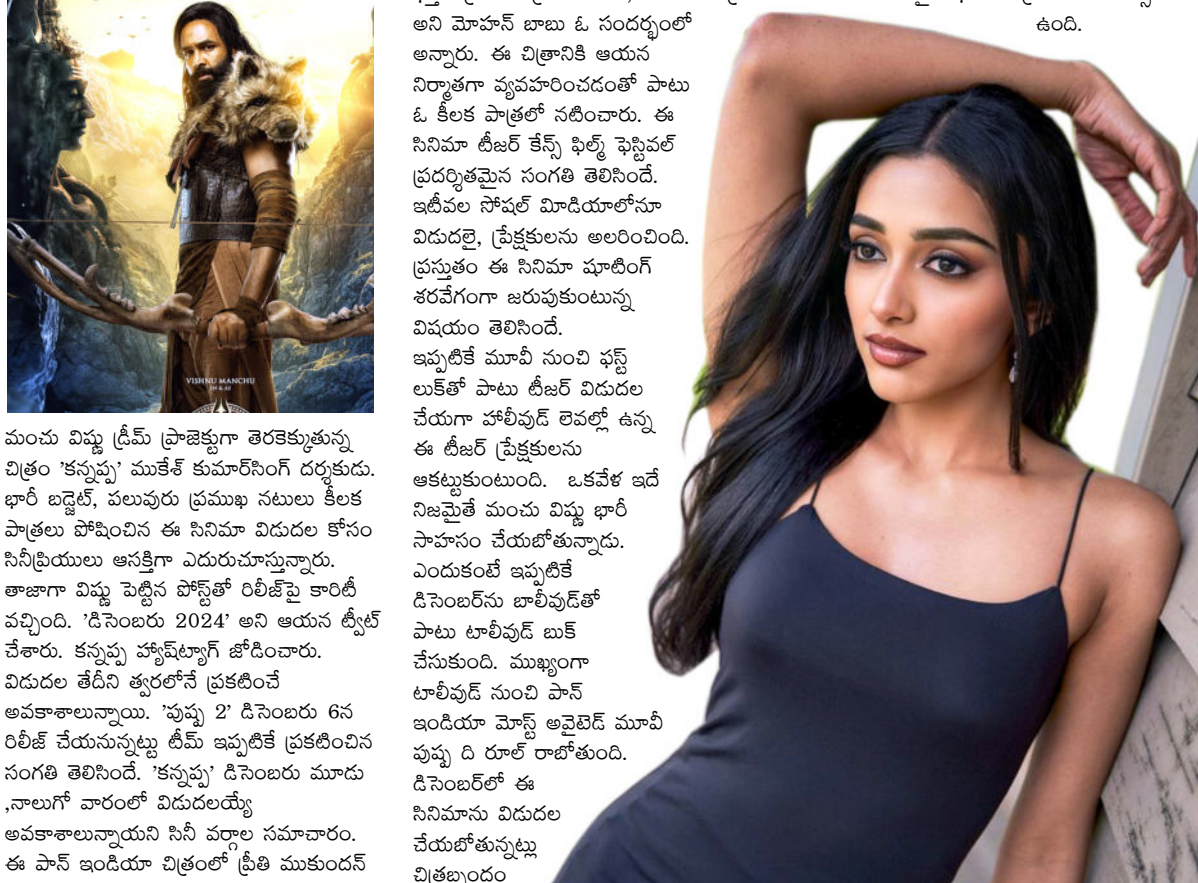 VISHNU MANCHU
మంచు విష్ణు డ్రీమ్ ప్రాజెక్టుగా తెరకెక్కుతున్న
చిత్రం 'కన్నప్ప' ముకేశ్ కుమార్‌సింగ్ దర్శకుడు.
భారీ బడ్జెట్, పలువురు ప్రముఖ నటులు కీలక
పాత్రలు పోషించిన ఈ సినిమా విడుదల కోసం
సినీప్రియులు ఆసక్తిగా ఎదురుచూస్తున్నారు.
తాజాగా విష్ణు పెట్టిన పోస్ట్‌తో రిలీజ్‌పై కారిటీ
వచ్చింది. 'డిసెంబరు 2024' అని ఆయన ట్వీట్
చేశారు. కన్నప్ప హ్యాష్‌ట్యాగ్ జోడించారు.
విడుదల తేదీని త్వరలోనే ప్రకటించే
అవకాశాలున్నాయి. 'పుష్ప 2' డిసెంబరు 6న
రిలీజ్ చేయనున్నట్టు టీమ్ ఇప్పటికే ప్రకటించిన
సంగతి తెలిసిందే. 'కన్నప్ప' డిసెంబరు మూడు
,నాలుగో వారంలో విడుదలయ్యే
అవకాశాలున్నాయని సినీ వర్గాల సమాచారం.
ఈ పాన్ ఇండియా చిత్రంలో ప్రీతి ముకుందన్
అని మోహన్ బాబు ఓ సందర్భంలో
అన్నారు. ఈ చిత్రానికి ఆయన
నిర్మాతగా వ్యవహరించడంతో పాటు
ఓ కీలక పాత్రలో నటించారు. ఈ
సినిమా టీజర్ కేన్స్ ఫిల్మ్ ఫెస్టివల్
ప్రదర్శితమైన సంగతి తెలిసిందే.
ఇటీవల సోషల్ మీడియాలోనూ
విడుదలై, ప్రేక్షకులను అలరించింది.
ప్రస్తుతం ఈ సినిమా షూటింగ్
శరవేగంగా జరుపుకుంటున్న
విషయం తెలిసిందే.
ఇప్పటికే మూవీ నుంచి ఫస్ట్
లుక్‌తో పాటు టీజర్ విడుదల
చేయగా హాలీవుడ్ లెవల్లో ఉన్న
ఈ టీజర్ ప్రేక్షకులను
ఆకట్టుకుంటుంది. ఒకవేళ ఇదే
నిజమైతే మంచు విష్ణు భారీ
సాహసం చేయబోతున్నాడు.
ఎందుకంటే ఇప్పటికే
డిసెంబర్‌ను బాలీవుడ్‌తో
పాటు టాలీవుడ్ బుక్
చేసుకుంది. ముఖ్యంగా
టాలీవుడ్ నుంచి పాన్
ఇండియా మోస్ట్ అవైటెడ్ మూవీ
పుష్ప ది రూల్ రాబోతుంది.
డిసెంబర్‌లో ఈ
సినిమాను విడుదల
చేయబోతున్నట్లు
చిత్రబృందం
ఉంది.